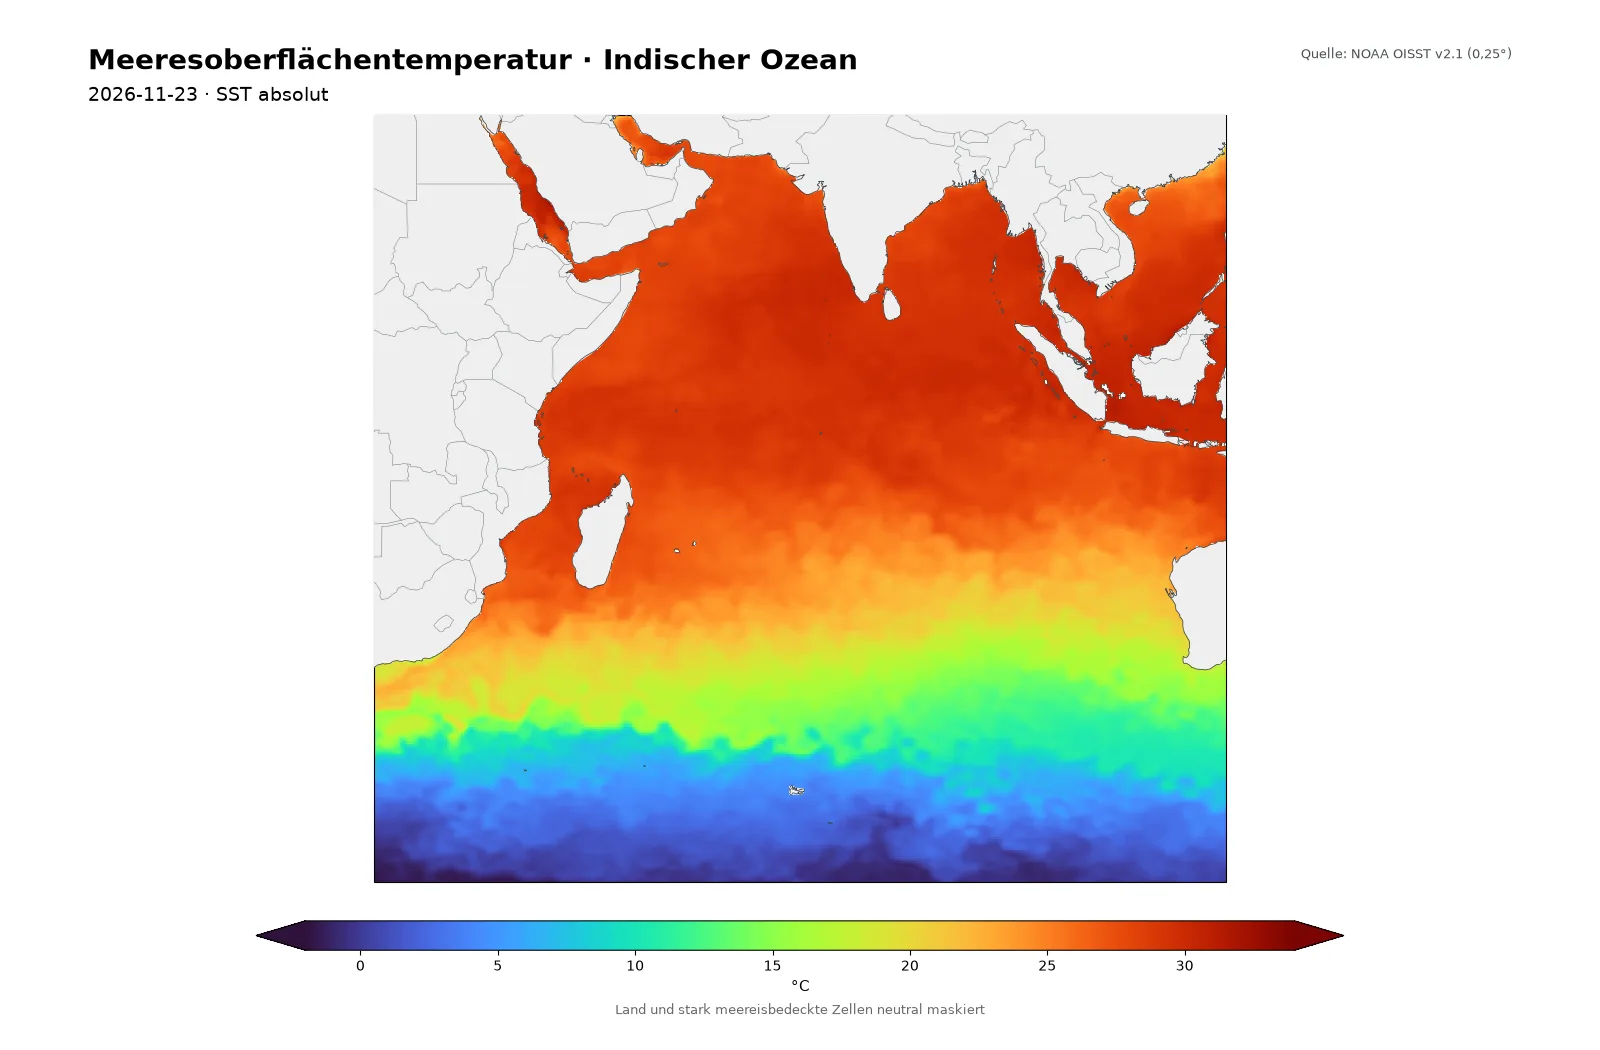 Meeresoberflächentemperatur · Indischer Ozean
Quelle: NOAA OISST v2.1 (0,25°)
2026-11-23 · SST absolut
0 5 10 15 20 25 30
°C
Land und stark meereisbedeckte Zellen neutral maskiert